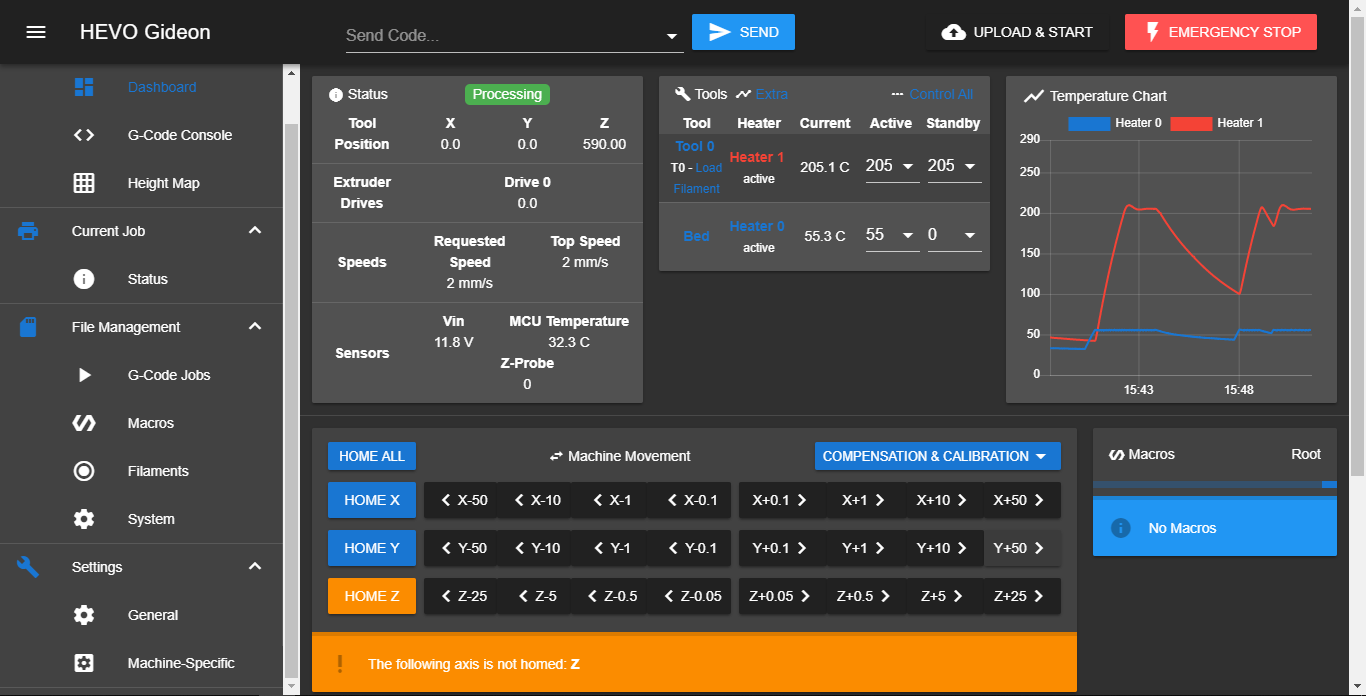 HEVO Gideon
Send Code...
SEND
UPLOAD & START
EMERGENCY STOP
Dashboard
G-Code Console
Height Map
Current Job
Status
File Management
G-Code Jobs
Macros
Filaments
System
Settings
General
Machine-Specific
Status Processing
Tool X Y Z
Position 0.0 0.0 590.00
Extruder Drive 0
Drives 0.0
Requested Top Speed
Speeds Speed 2 mm/s
2 mm/s
Vin MCU Temperature
11.8 V 32.3 C
Sensors
Z-Probe
0
Tools Extra --- Control All
Tool Heater Current Active Standby
Tool 0
Heater 1
T0 - Load 205.1 C 205 205
active
Filament
Heater 0
Bed 55.3 C 55 0
active
Temperature Chart
Heater 0 Heater 1
290
250
200
150
100
50
0
15:43 15:48
HOME ALL Machine Movement COMPENSATION & CALIBRATION
HOME X X-50 X-10 X-1 X-0.1 X+0.1 X+1 X+10 X+50
HOME Y Y-50 Y-10 Y-1 Y-0.1 Y+0.1 Y+1 Y+10 Y+50
HOME Z Z-25 Z-5 Z-0.5 Z-0.05 Z+0.05 Z+0.5 Z+5 Z+25
The following axis is not homed: Z
Macros Root
No Macros